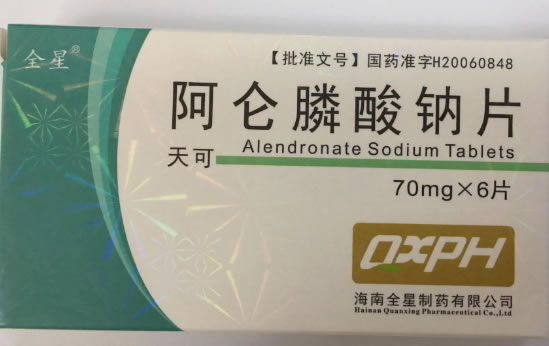 全星®
【批准文号】国药准字H20060848
阿仑膦酸钠片
天可
Alendronate Sodium Tablets
70mg×6片
QXPH
海南全星制药有限公司
Hainan Quanxing Pharmaceutical Co.,Ltd